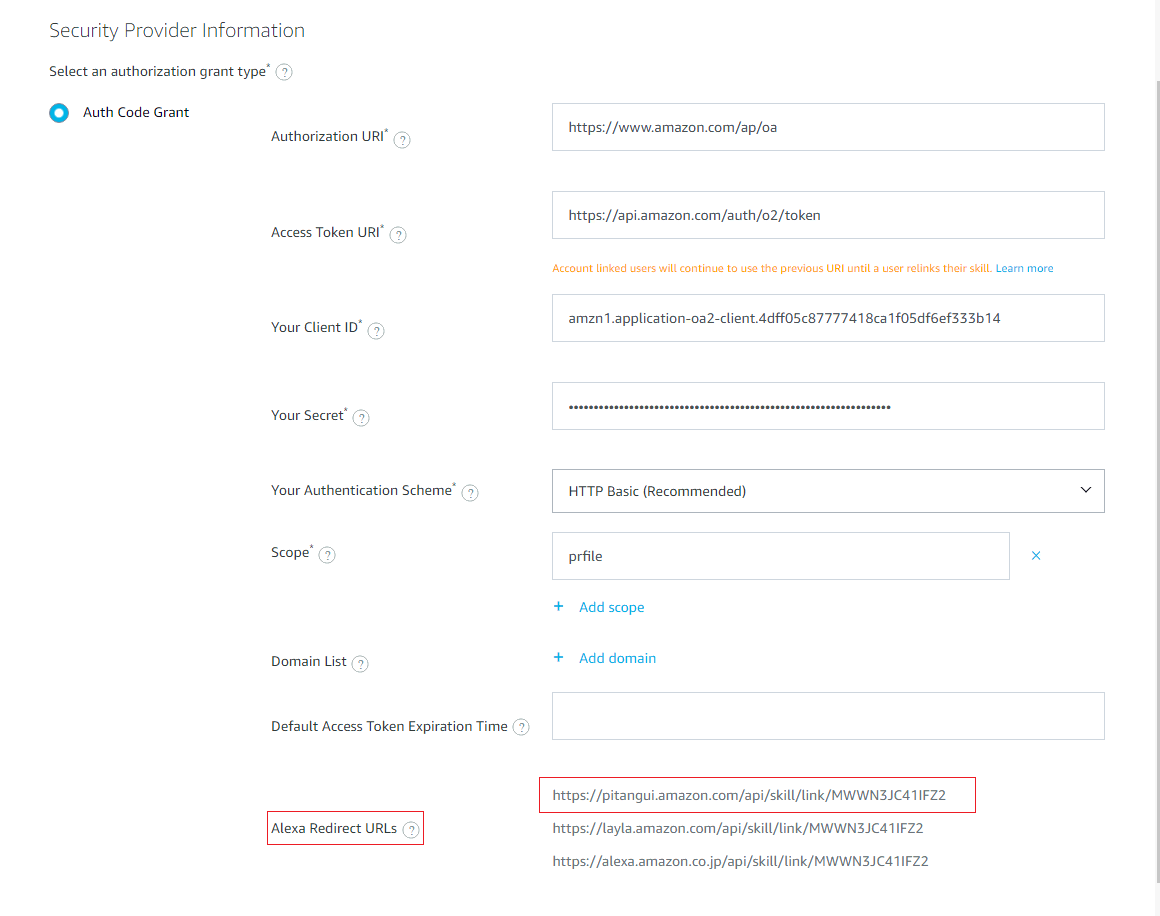 Security Provider Information
Select an authorization grant type* ?
Auth Code Grant
Authorization URI* ?
https://www.amazon.com/ap/oa
Access Token URI* ?
https://api.amazon.com/auth/o2/token
Account linked users will continue to use the previous URI until a user relinks their skill. Learn more
Your Client ID* ?
amzn1.application-oa2-client.4dff05c87777418ca1f05df6ef333b14
Your Secret* ?
Your Authentication Scheme* ?
HTTP Basic (Recommended)
Scope* ?
prfile
+ Add scope
Domain List ?
+ Add domain
Default Access Token Expiration Time ?
https://pitangui.amazon.com/api/skill/link/MWWN3JC41IFZ2
Alexa Redirect URLs ?
https://layla.amazon.com/api/skill/link/MWWN3JC41IFZ2
https://alexa.amazon.co.jp/api/skill/link/MWWN3JC41IFZ2